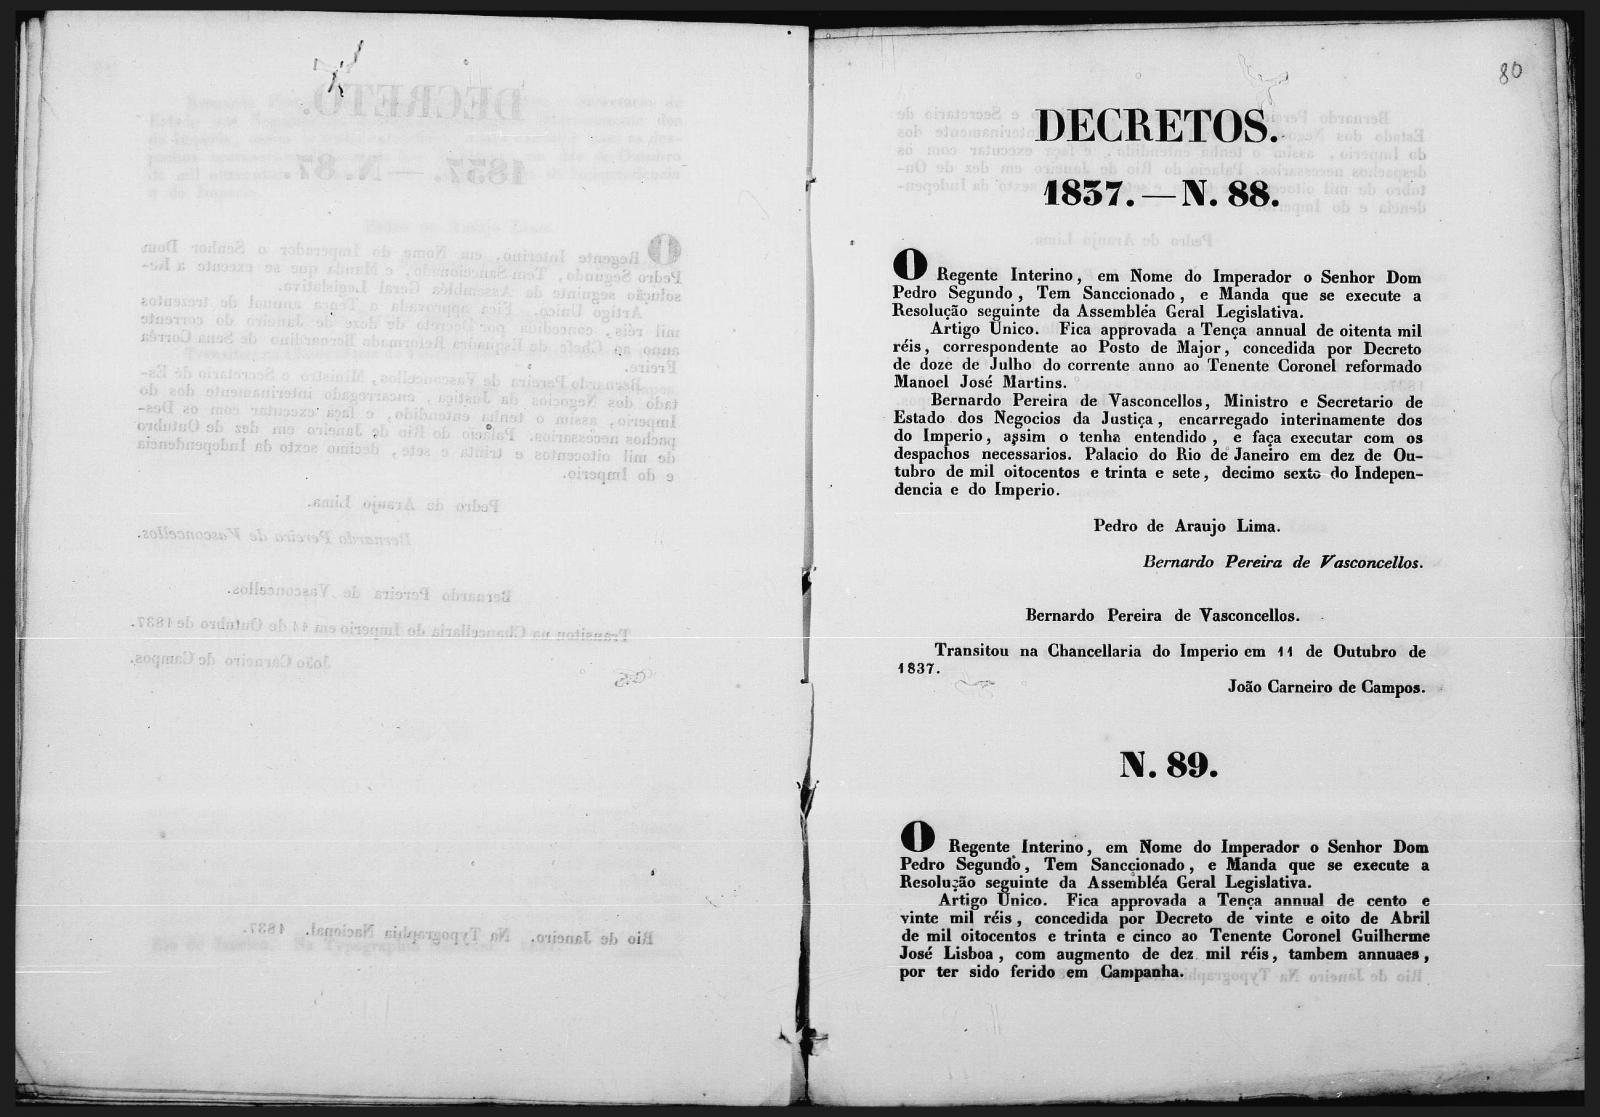 80
DECRETOS.
1837.—N. 88.
O Regente Interino, em Nome do Imperador o Senhor Dom
Pedro Segundo, Tem Sanccionado, e Manda que se execute a
Resolução seguinte da Assembléa Geral Legislativa.
Artigo Unico. Fica approvada a Tença annual de oitenta mil
réis, correspondente ao Posto de Major, concedida por Decreto
de doze de Julho do corrente anno ao Tenente Coronel reformado
Manoel José Martins.
Bernardo Pereira de Vasconcellos, Ministro e Secretario de
Estado dos Negocios da Justiça, encarregado interinamente dos
do Imperio, assim o tenha entendido, e faça executar com os
despachos necessarios. Palacio do Rio de Janeiro em dez de Ou-
tubro de mil oitocentos e trinta e sete, decimo sexto do Indepen-
dencia e do Imperio.
Pedro de Araujo Lima.
Bernardo Pereira de Vasconcellos.
Bernardo Pereira de Vasconcellos.
Transitou na Chancellaria do Imperio em 11 de Outubro de
1837.
João Carneiro de Campos.
N. 89.
O Regente Interino, em Nome do Imperador o Senhor Dom
Pedro Segundo, Tem Sanccionado, e Manda que se execute a
Resolução seguinte da Assembléa Geral Legislativa.
Artigo Unico. Fica approvada a Tença annual de cento e
vinte mil réis, concedida por Decreto de vinte e oito de Abril
de mil oitocentos e trinta e cinco ao Tenente Coronel Guilherme
José Lisboa, com augmento de dez mil réis, tambem annuaes,
por ter sido ferido em Campanha.